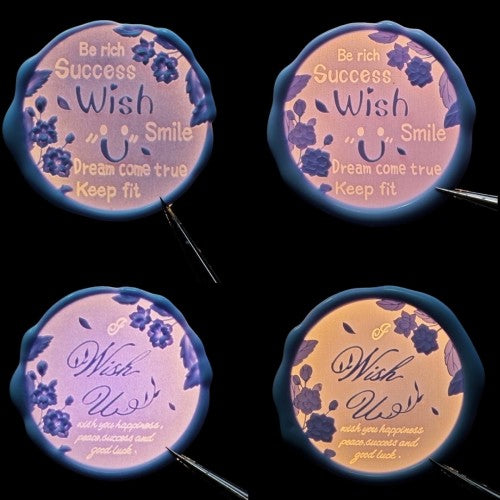 Be rich
Success
Wish
Smile
Dream come true
Keep fit
Be rich
Success
Wish
Smile
Dream come true
Keep fit
I
Wish
U
wish you happiness,
peace,success and
good luck.
I
Wish
U
wish you happiness,
peace,success and
good luck.